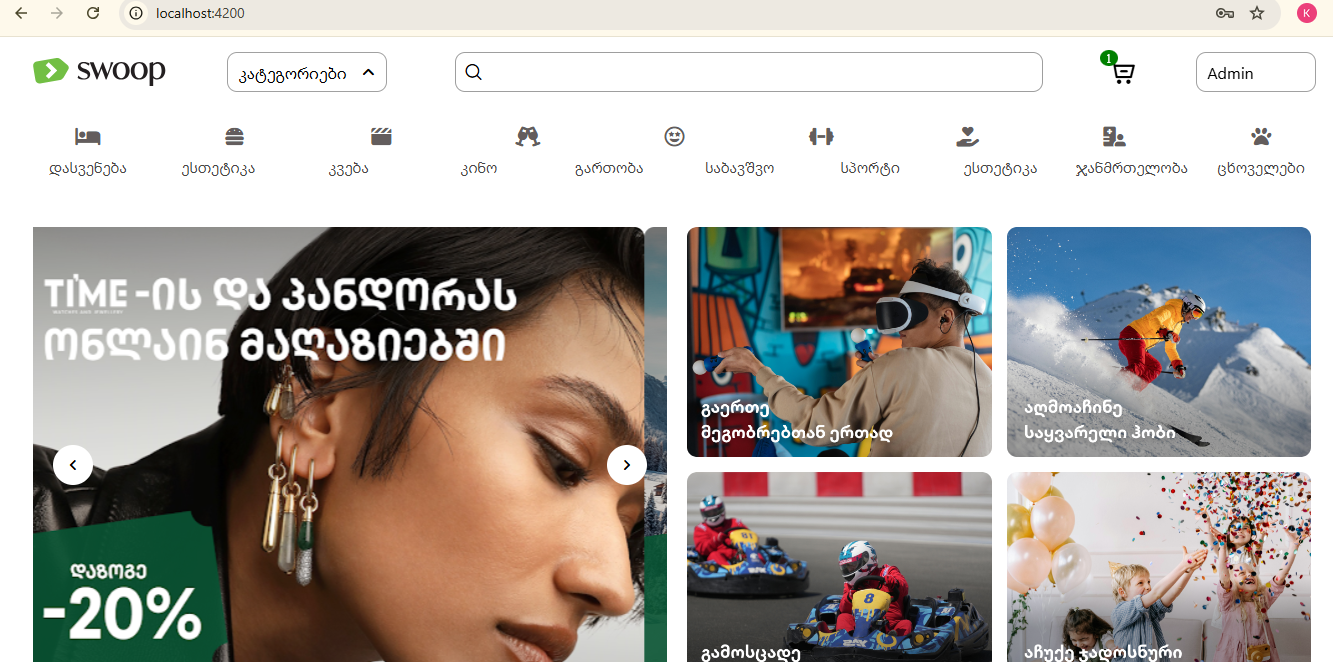 localhost:4200
K
swoop
კატეგორიები
1
Admin
დასვენება
ესთეტიკა
კვება
კინო
გართობა
საბავშვო
სპორტი
ესთეტიკა
ჯანმრთელობა
ცხოველები
TIME -ის და პანდორას
ონლაინ მაღაზიებში
დაზოგე
-20%
გაერთე
მეგობრებთან ერთად
აღმოაჩინე
საყვარელი ჰობი
გამოსცადე
აჩუქე ჯადოსნური